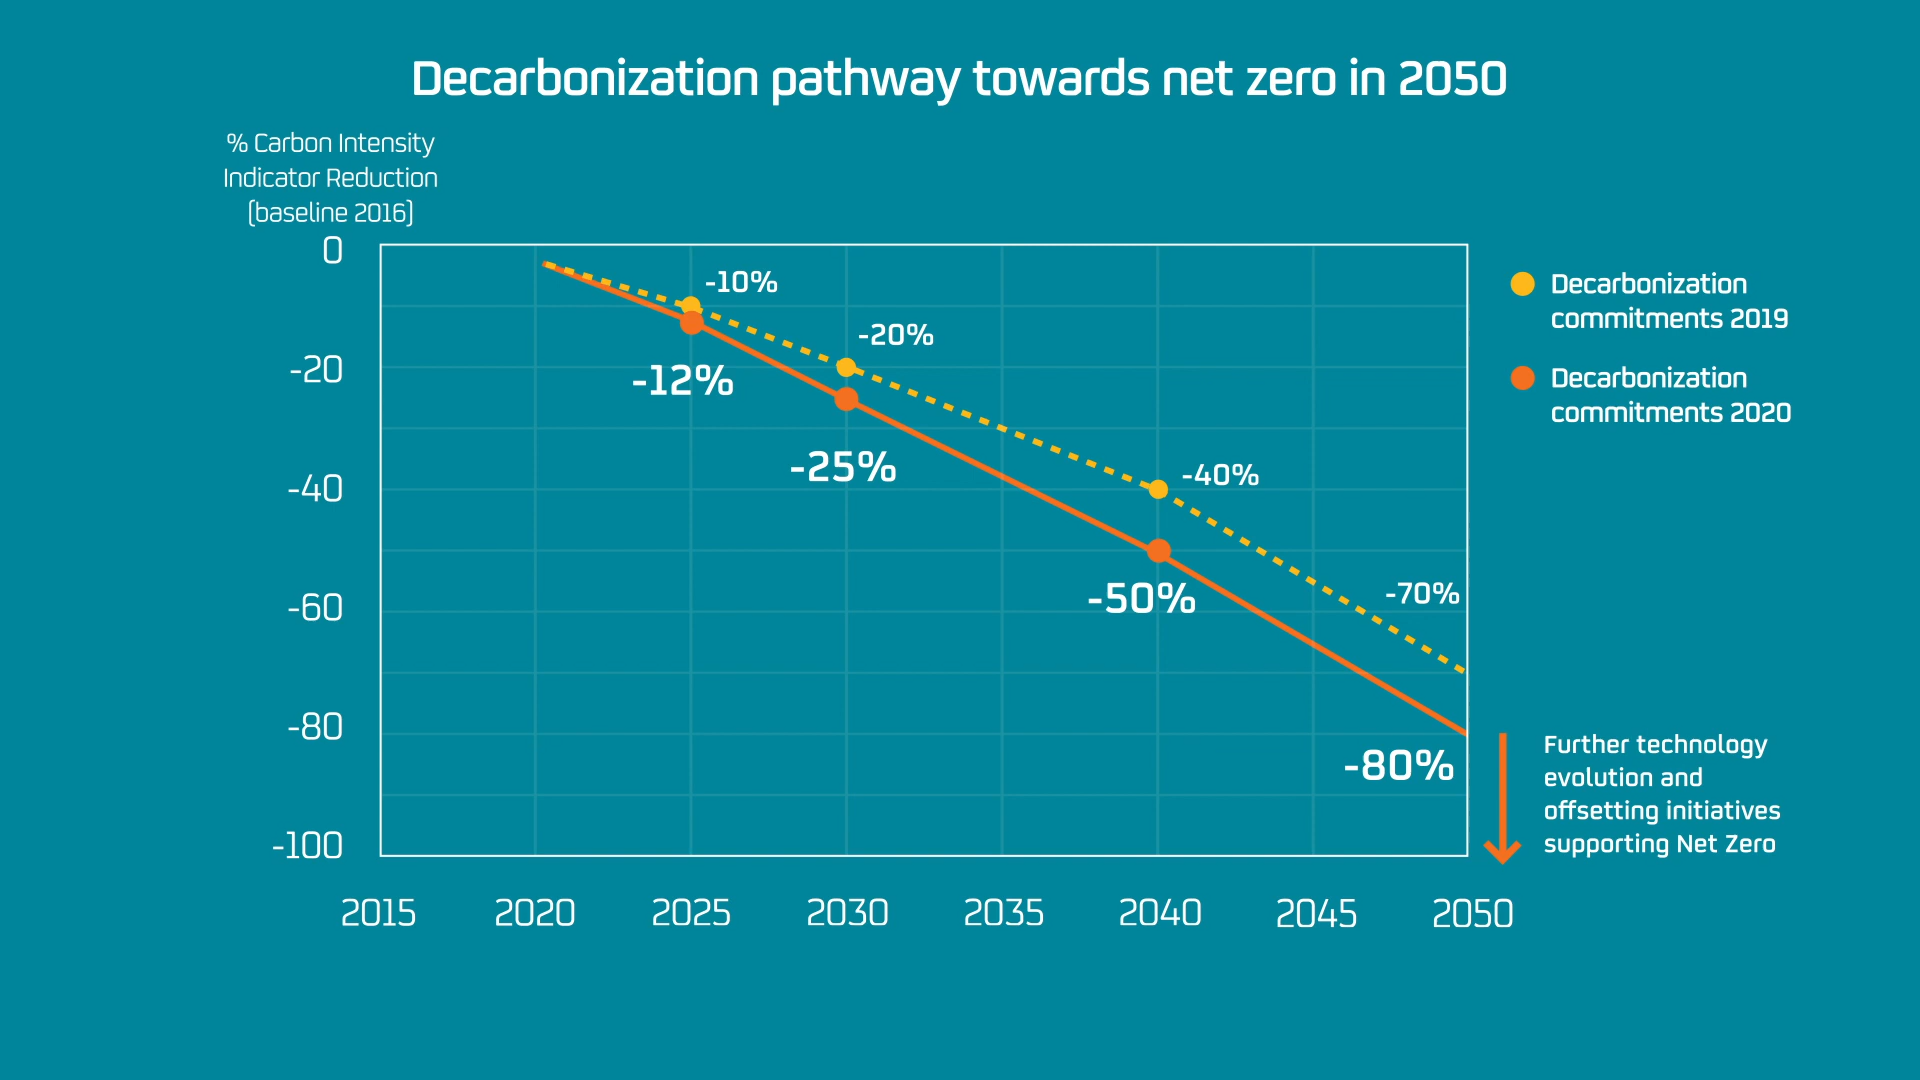 Decarbonization pathway towards net zero in 2050
% Carbon Intensity
Indicator Reduction
(baseline 2016)
0
-20
-40
-60
-80
-100
-10%
-20%
-40%
-70%
-12%
-25%
-50%
-80%
2015
2020
2025
2030
2035
2040
2045
2050
Decarbonization
commitments 2019
Decarbonization
commitments 2020
Further technology
evolution and
offsetting initiatives
supporting Net Zero